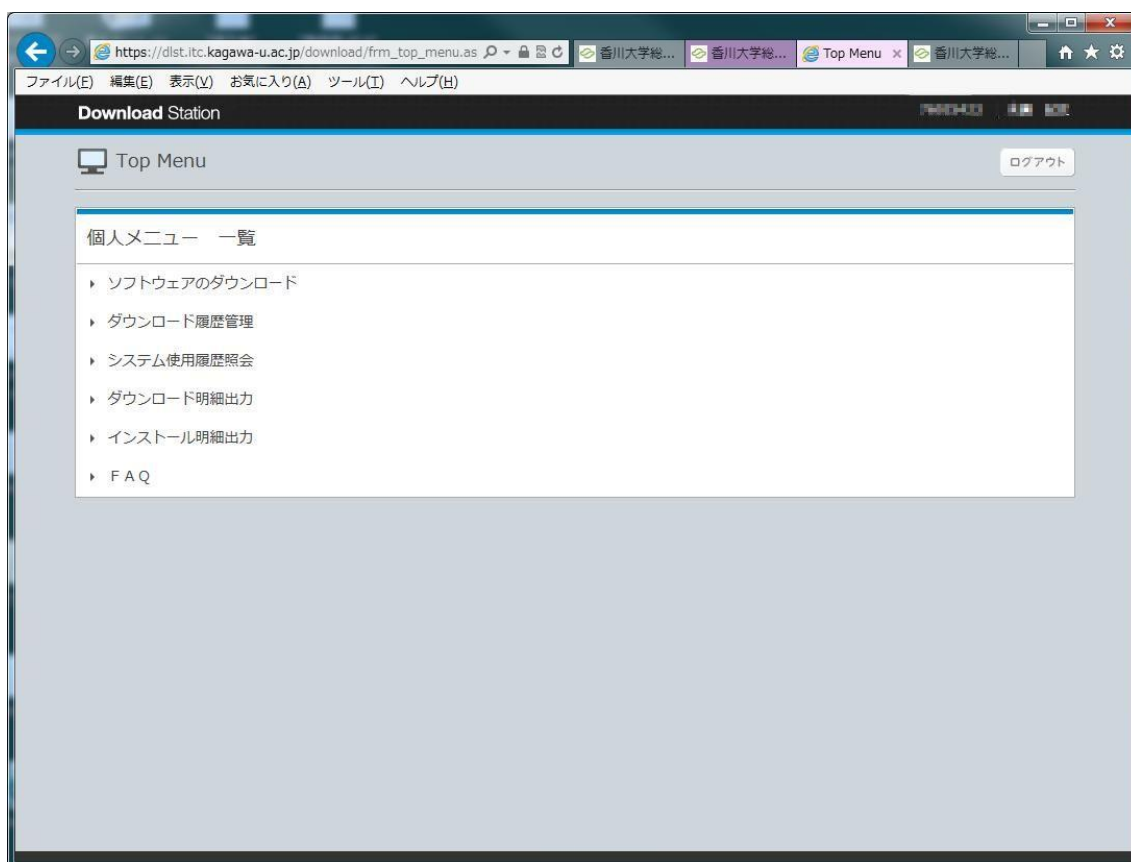 https://dlst.itc.kagawa-u.ac.jp/download/frm_top_menu.as
香川大学総...
香川大学総...
Top Menu
香川大学総...
ファイル(F) 編集(E) 表示(V) お気に入り(A) ツール(T) ヘルプ(H)
Download Station
Top Menu
ログアウト
個人メニュー 一覧
ソフトウェアのダウンロード
ダウンロード履歴管理
システム使用履歴照会
ダウンロード明細出力
インストール明細出力
ＦＡＱ